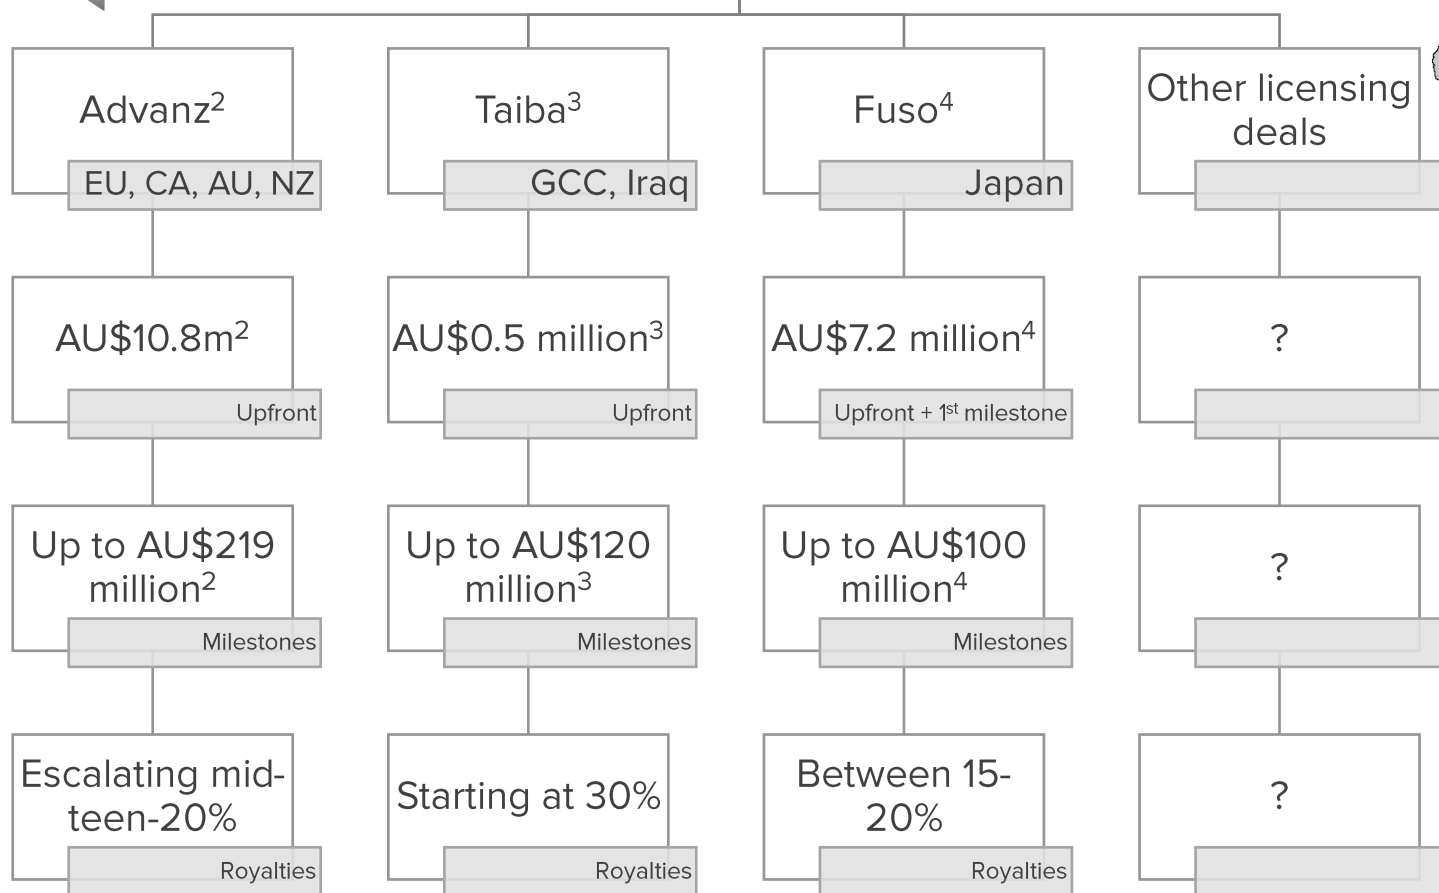 Advanz²
EU, CA, AU, NZ
Taiba³
GCC, Iraq
Fuso⁴
Japan
Other licensing
deals
AU$10.8m²
Upfront
AU$0.5 million³
Upfront
AU$7.2 million⁴
Upfront + 1ˢᵗ milestone
?
Up to AU$219
million²
Milestones
Up to AU$120
million³
Milestones
Up to AU$100
million⁴
Milestones
?
Escalating mid-
teen-20%
Royalties
Starting at 30%
Royalties
Between 15-
20%
Royalties
?